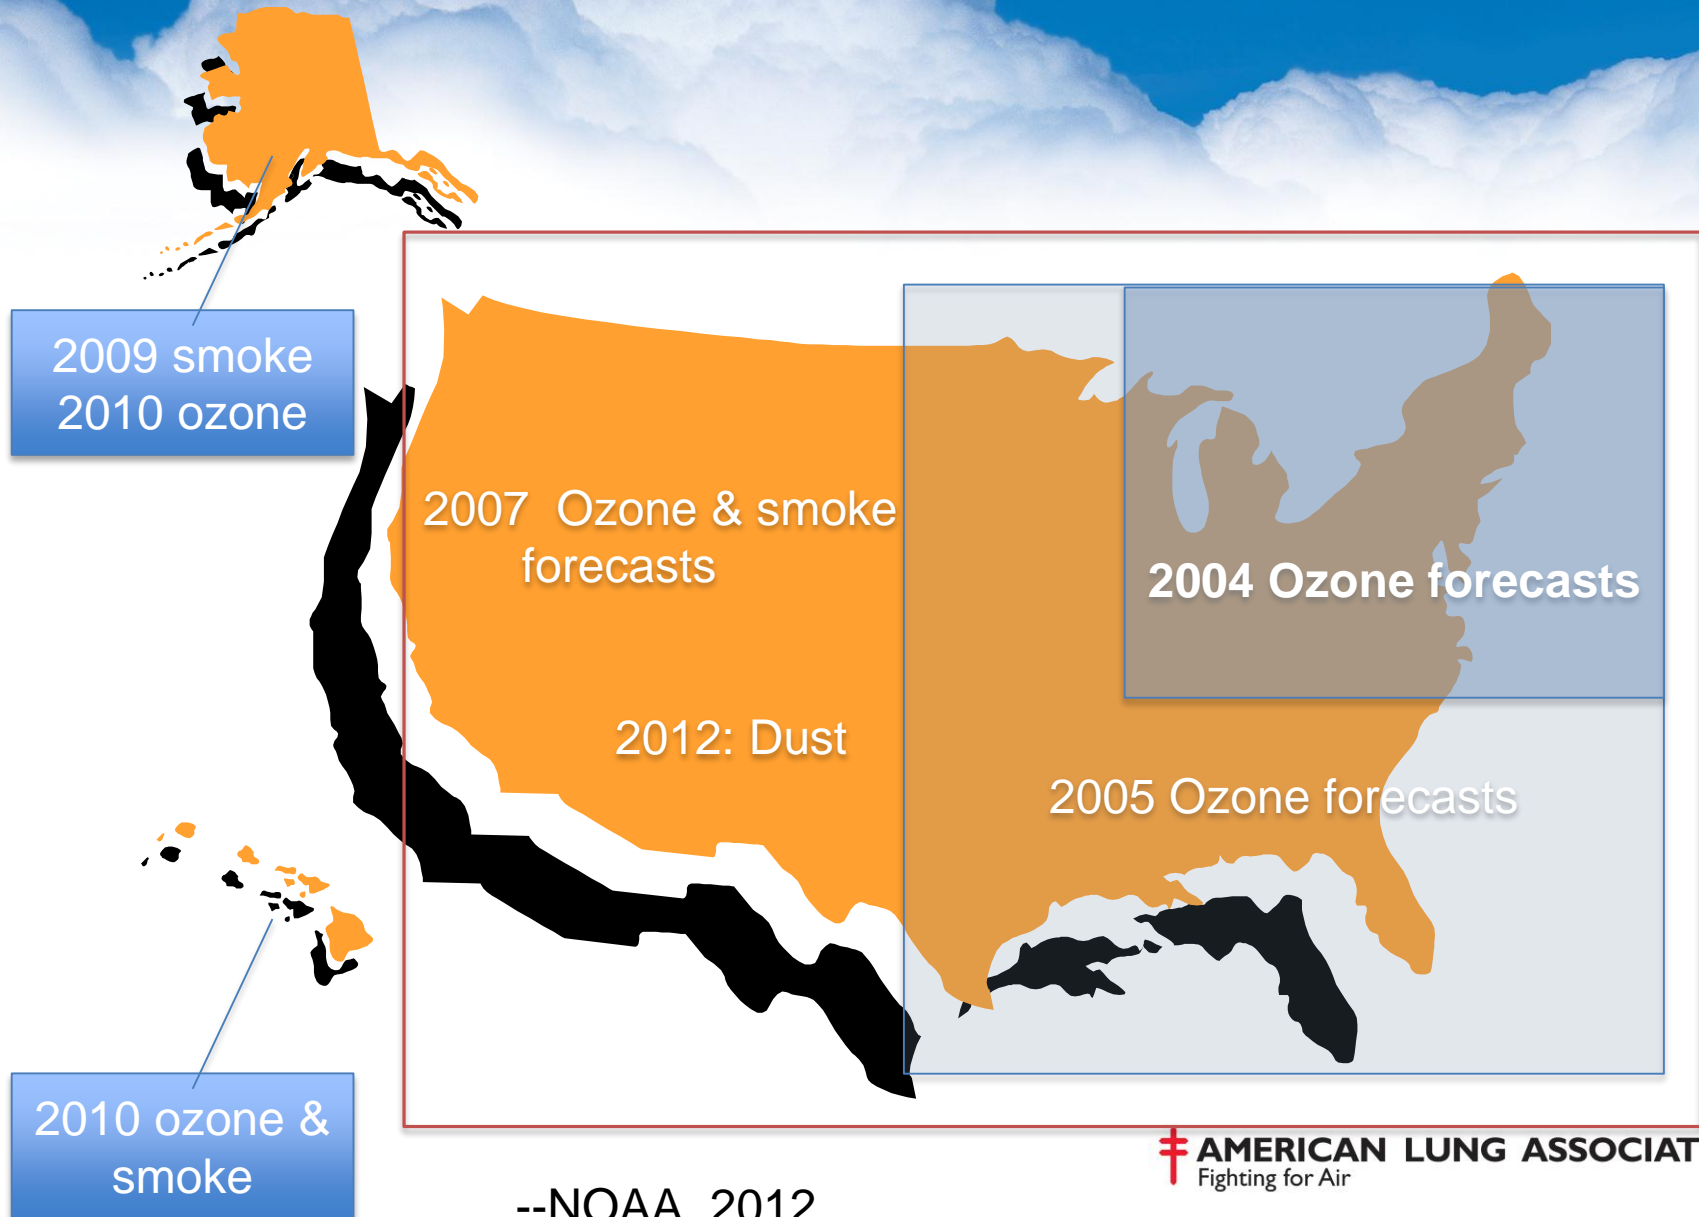 2009 smoke
2010 ozone
2007 Ozone & smoke
forecasts
2004 Ozone forecasts
2012: Dust
2005 Ozone forecasts
2010 ozone &
smoke
AMERICAN LUNG ASSOCIAT
Fighting for Air
--NOAA, 2012